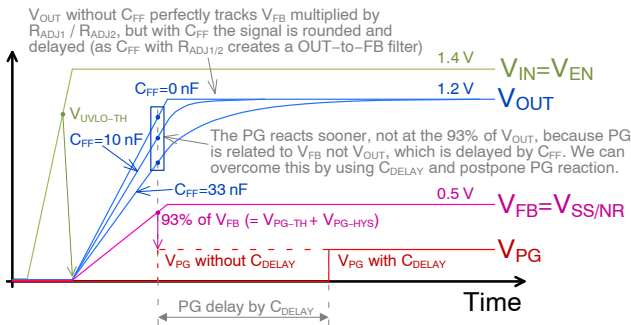 VOUT without CFF perfectly tracks VFB multiplied by
RADJ1 / RADJ2, but with CFF the signal is rounded and
delayed (as CFF with RADJ1/2 creates a OUT−to−FB filter)
1.4 V
VIN=VEN
CFF=0 nF
1.2 V
VOUT
VUVLO−TH
CFF=10 nF
The PG reacts sooner, not at the 93% of VOUT, because PG
is related to VFB not VOUT, which is delayed by CFF. We can
overcome this by using CDELAY and postpone PG reaction.
CFF=33 nF
0.5 V
VFB=VSS/NR
93% of VFB (= VPG−TH + VPG−HYS)
VPG without CDELAY
VPG with CDELAY
VPG
PG delay by CDELAY
Time